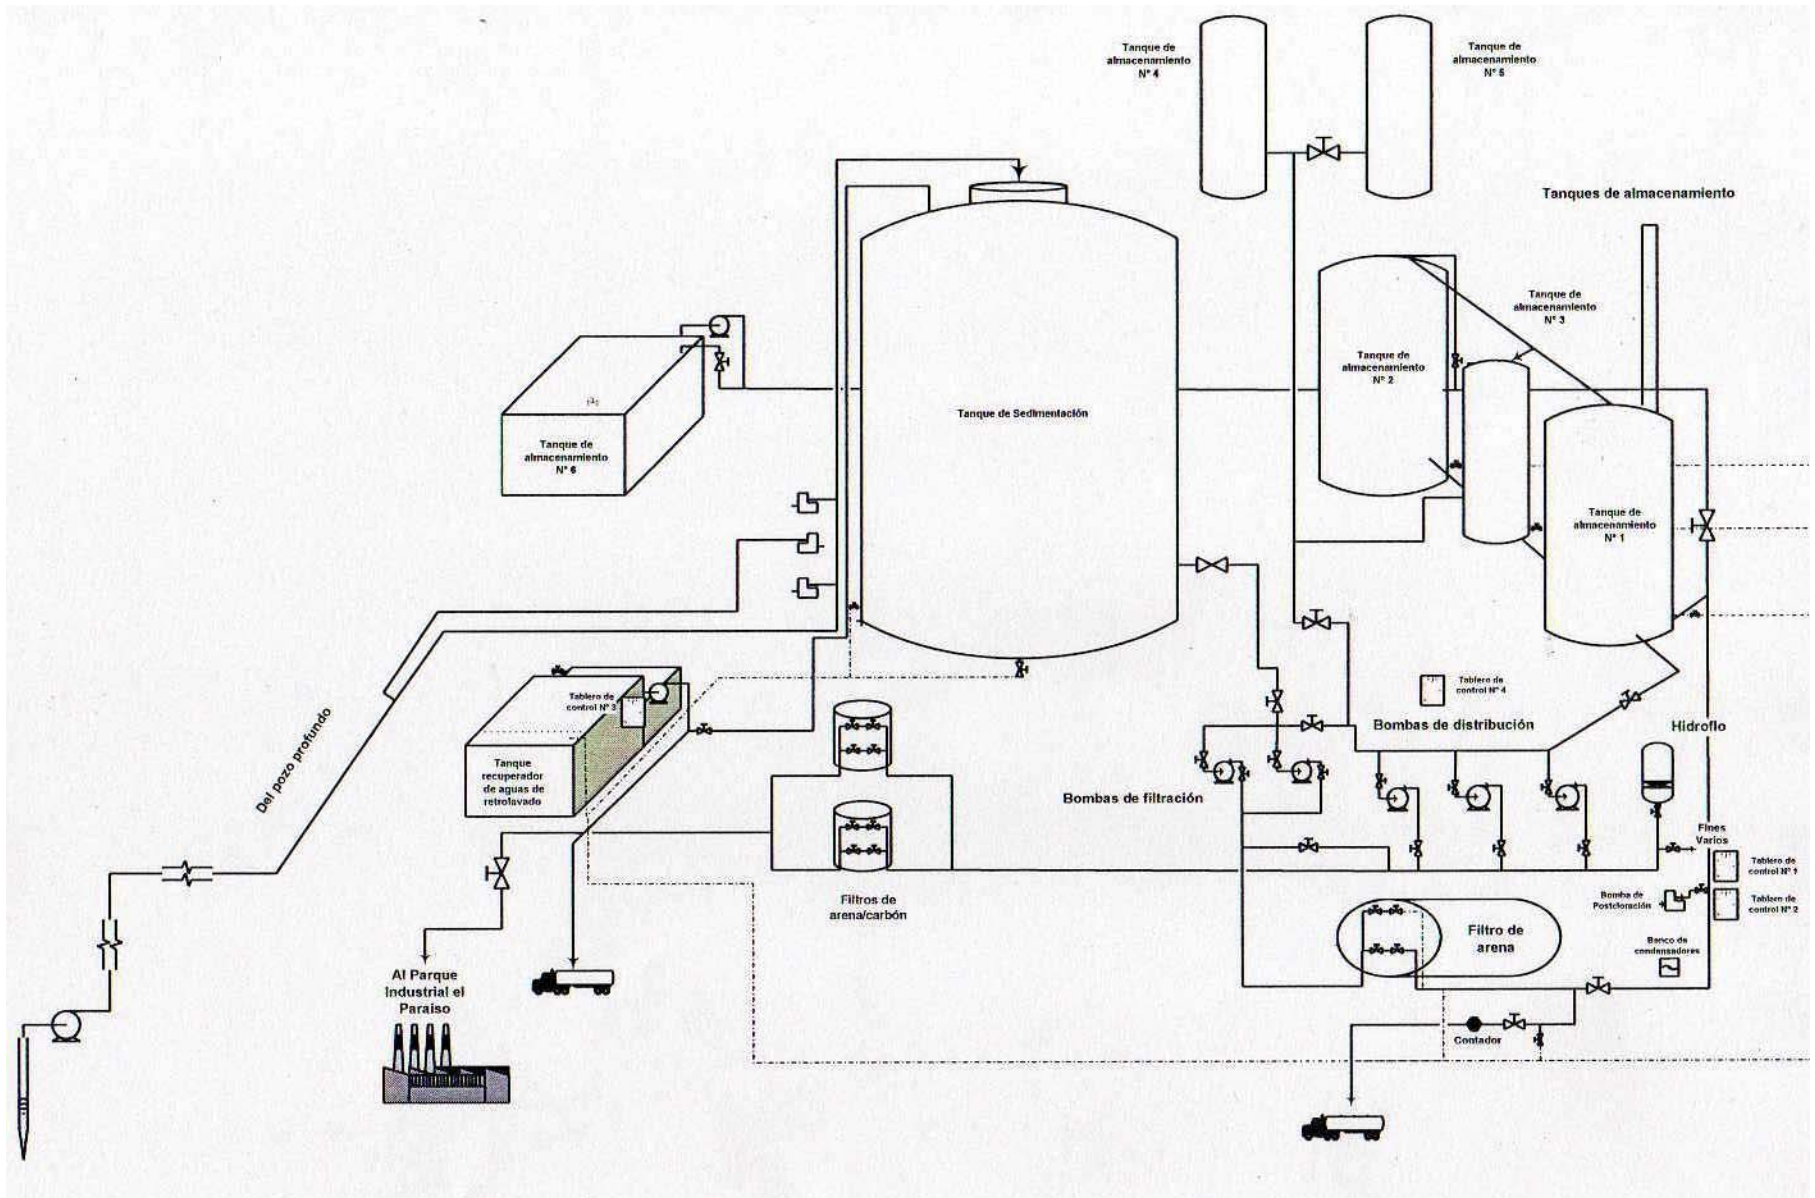 Tanque de
almacenamiento
N° 4
Tanque de
almacenamiento
N° 5
Tanques de almacenamiento
Tanque de
almacenamiento
N° 3
Tanque de
almacenamiento
N° 2
Tanque de Sedimentación
Tanque de
almacenamiento
N° 6
Tanque de
almacenamiento
N° 1
Tablero de
control N° 3
Tablero de
control N° 4
Bombas de distribución
Hidroflo
Del pozo profundo
Tanque
recuperador
de aguas de
retrolavado
Bombas de filtración
Fines
Varios
Tablero de
control N° 1
Filtros de
arena/carbón
Bomba de
Postcloración
Tablero de
control N° 2
Filtro de
arena
Banco de
condensadores
Al Parque
Industrial el
Paraiso
Contador